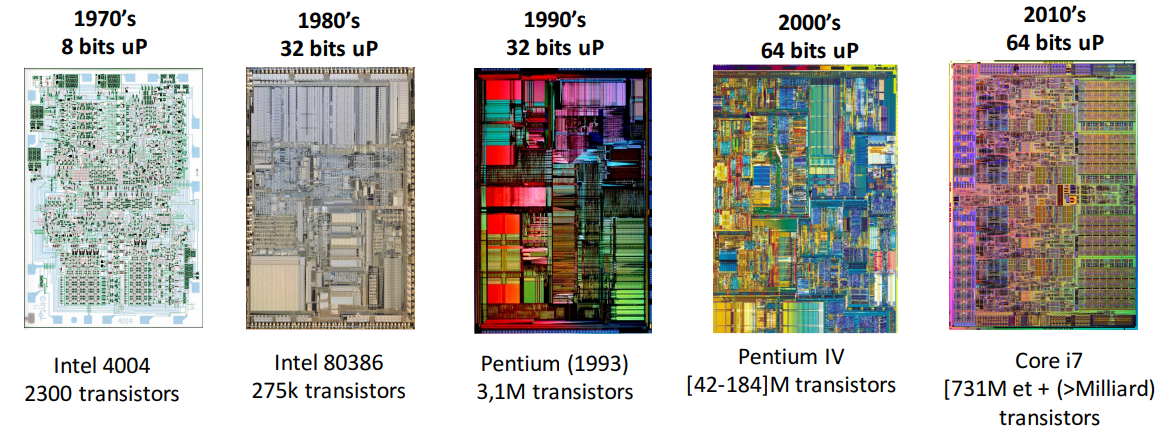 1970's
8 bits uP
1980's
32 bits uP
1990's
32 bits uP
2000's
64 bits uP
2010's
64 bits uP
4004
Intel 4004
2300 transistors
Intel 80386
275k transistors
Pentium (1993)
3,1M transistors
Pentium IV
[42-184]M transistors
Core i7
[731M et + (>Milliard)
transistors